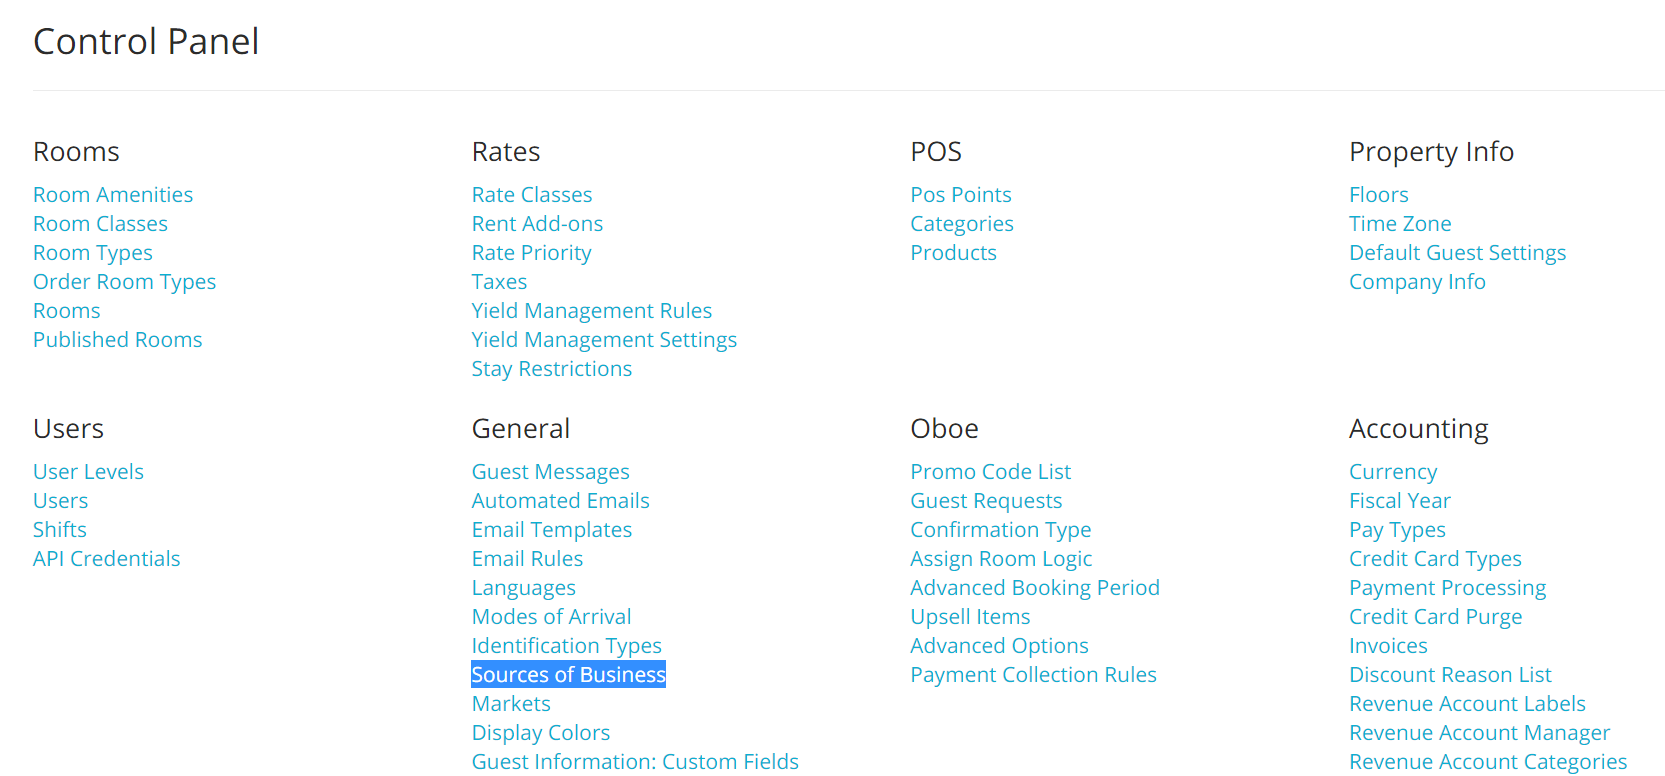 Control Panel
Rooms
Room Amenities
Room Classes
Room Types
Order Room Types
Rooms
Published Rooms
Rates
Rate Classes
Rent Add-ons
Rate Priority
Taxes
Yield Management Rules
Yield Management Settings
Stay Restrictions
POS
Pos Points
Categories
Products
Property Info
Floors
Time Zone
Default Guest Settings
Company Info
Users
User Levels
Users
Shifts
API Credentials
General
Guest Messages
Automated Emails
Email Templates
Email Rules
Languages
Modes of Arrival
Identification Types
Sources of Business
Markets
Display Colors
Guest Information: Custom Fields
Oboe
Promo Code List
Guest Requests
Confirmation Type
Assign Room Logic
Advanced Booking Period
Upsell Items
Advanced Options
Payment Collection Rules
Accounting
Currency
Fiscal Year
Pay Types
Credit Card Types
Payment Processing
Credit Card Purge
Invoices
Discount Reason List
Revenue Account Labels
Revenue Account Manager
Revenue Account Categories